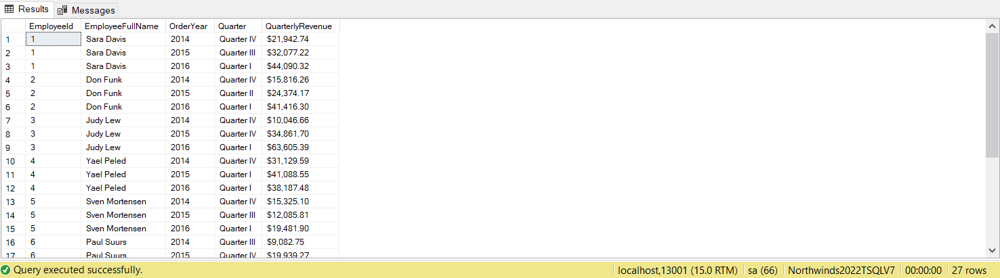 Results Messages
EmployeeId EmployeeFullName OrderYear Quarter QuarterlyRevenue
1 1 Sara Davis 2014 Quarter IV $21,942.74
2 1 Sara Davis 2015 Quarter III $32,077.22
3 1 Sara Davis 2016 Quarter I $44,090.32
4 2 Don Funk 2014 Quarter IV $15,816.26
5 2 Don Funk 2015 Quarter II $24,374.17
6 2 Don Funk 2016 Quarter I $41,416.30
7 3 Judy Lew 2014 Quarter IV $10,046.66
8 3 Judy Lew 2015 Quarter IV $34,861.70
9 3 Judy Lew 2016 Quarter I $63,605.39
10 4 Yael Peled 2014 Quarter IV $31,129.59
11 4 Yael Peled 2015 Quarter I $41,088.55
12 4 Yael Peled 2016 Quarter I $38,187.48
13 5 Sven Mortensen 2014 Quarter IV $15,325.10
14 5 Sven Mortensen 2015 Quarter III $12,085.81
15 5 Sven Mortensen 2016 Quarter I $19,481.90
16 6 Paul Suurs 2014 Quarter III $9,082.75
17 6 Paul Suurs 2015 Quarter IV $19,939.27
Query executed successfully. localhost,13001 (15.0 RTM) sa (66) Northwinds2022TSQLV7 00:00:00 27 rows